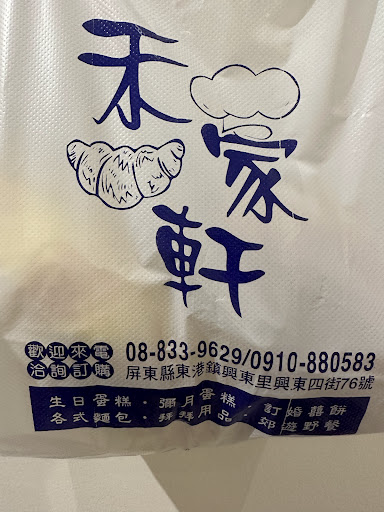 禾家軒
歡迎來電
洽詢訂購
08-833-9629/0910-880583
屏東縣東港鎮興東里興東四街76號
生日蛋糕・彌月蛋糕・訂婚囍餅
各式麵包・拜拜用品・郊遊野餐